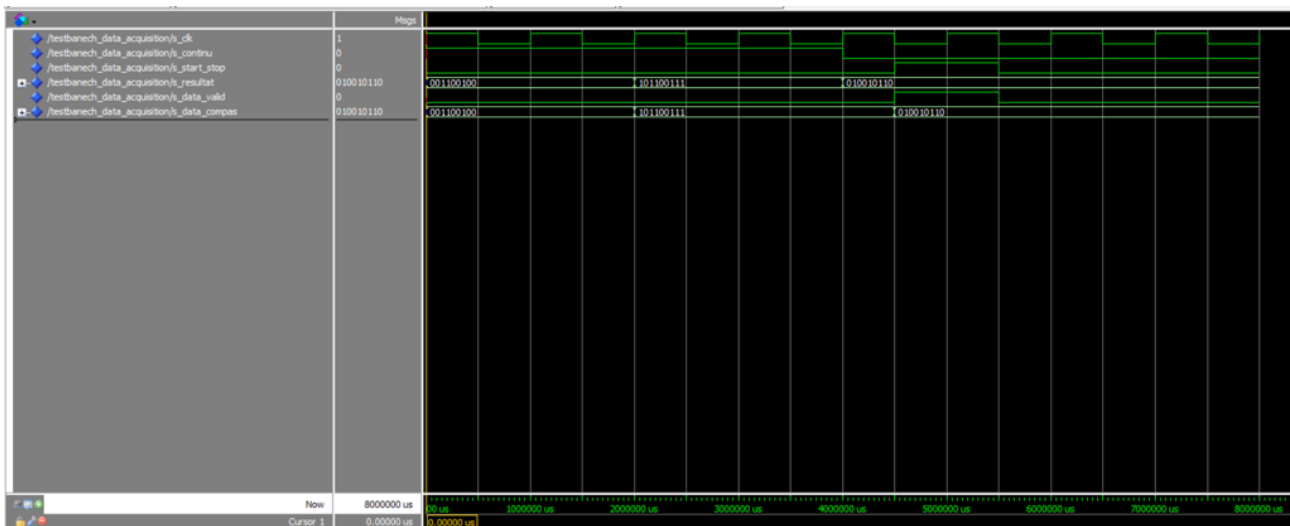 Msgs
/testbanech_data_acquisition/s_clk 1
/testbanech_data_acquisition/s_continu 0
/testbanech_data_acquisition/s_start_stop 0
/testbanech_data_acquisition/s_resultat 010010110 001100100 101100111 010010110
/testbanech_data_acquisition/s_data_valid 0
/testbanech_data_acquisition/s_data_compas 010010110 001100100 101100111 010010110
Now 8000000 us 00 us 1000000 us 2000000 us 3000000 us 4000000 us 5000000 us 6000000 us 7000000 us 8000000 us
Cursor 1 0.00000 us 0.00000 us